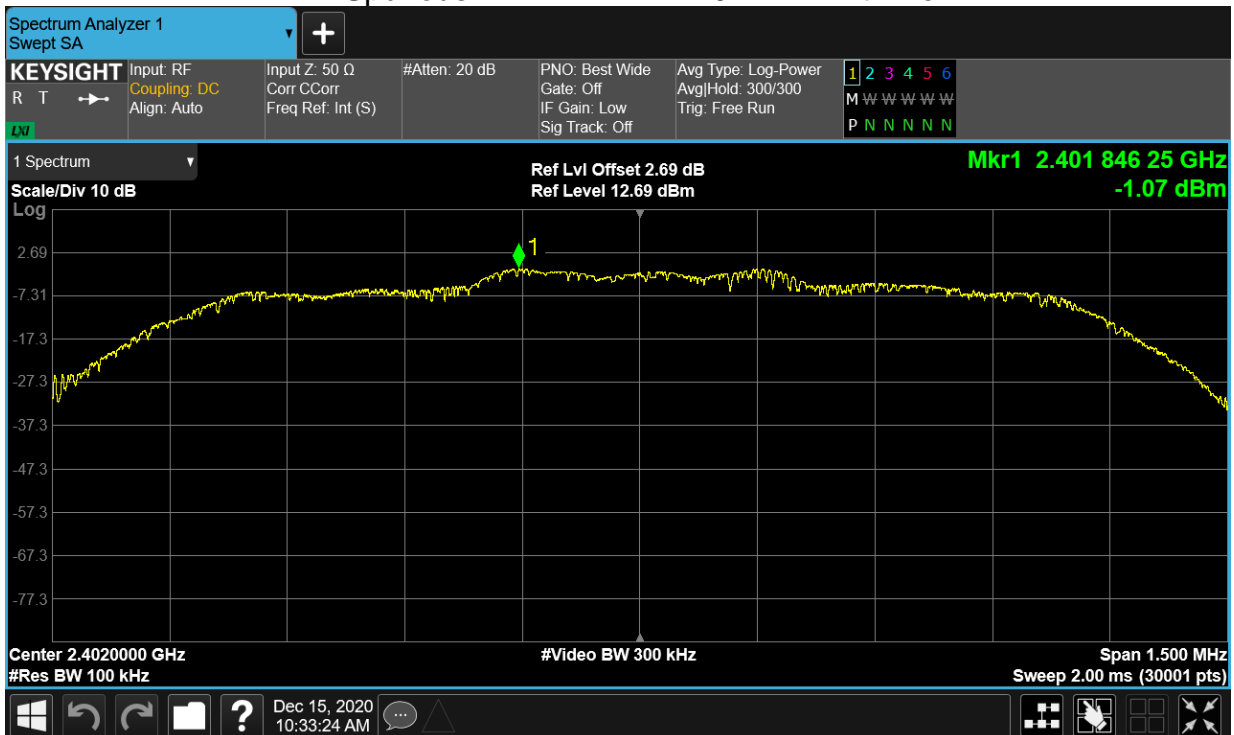 Spectrum Analyzer 1
Swept SA
+
KEYSIGHT Input: RF Input Z: 50 Ω #Atten: 20 dB PNO: Best Wide Avg Type: Log-Power 1 2 3 4 5 6
R T Coupling: DC Corr CCorr Gate: Off Avg|Hold: 300/300 M W W W W W
Align: Auto Freq Ref: Int (S) IF Gain: Low Trig: Free Run
LXI Sig Track: Off P N N N N N
1 Spectrum Ref Lvl Offset 2.69 dB Mkr1 2.401 846 25 GHz
Scale/Div 10 dB Ref Level 12.69 dBm -1.07 dBm
Log
1
2.69
-7.31
-17.3
-27.3
-37.3
-47.3
-57.3
-67.3
-77.3
Center 2.4020000 GHz #Video BW 300 kHz Span 1.500 MHz
#Res BW 100 kHz Sweep 2.00 ms (30001 pts)
? Dec 15, 2020
10:33:24 AM